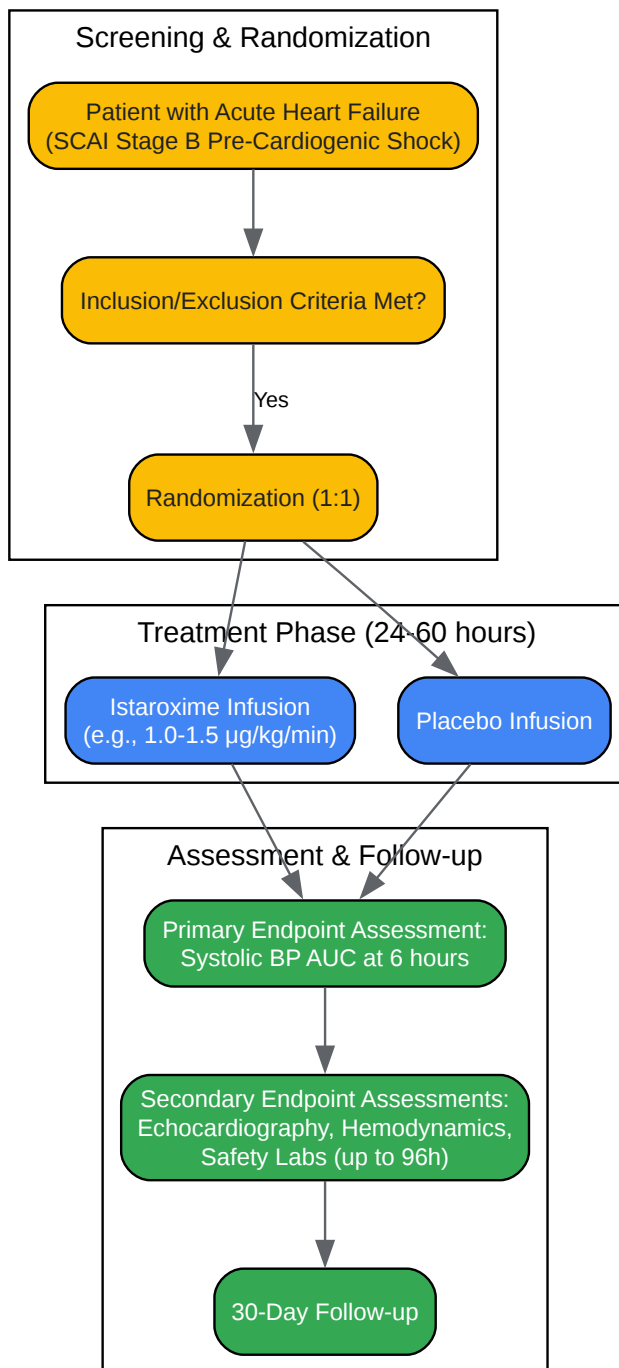 Screening & Randomization
Patient with Acute Heart Failure
(SCAI Stage B Pre-Cardiogenic Shock)
Inclusion/Exclusion Criteria Met?
Yes
Randomization (1:1)
Treatment Phase (24-60 hours)
Istaroxime Infusion
(e.g., 1.0-1.5 µg/kg/min)
Placebo Infusion
Assessment & Follow-up
Primary Endpoint Assessment:
Systolic BP AUC at 6 hours
Secondary Endpoint Assessments:
Echocardiography, Hemodynamics,
Safety Labs (up to 96h)
30-Day Follow-up